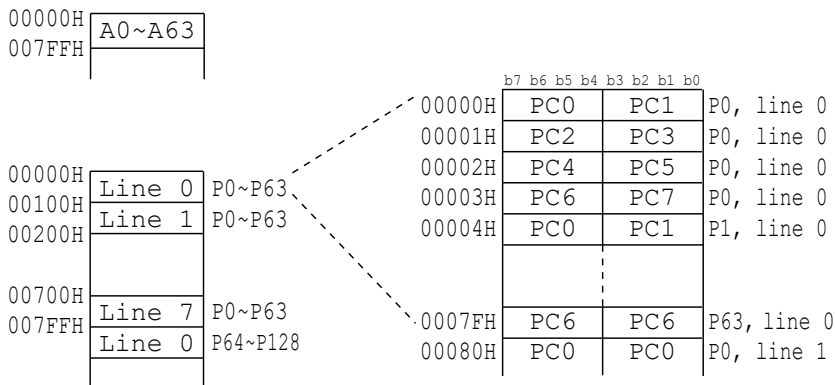 00000H A0~A63
007FFH
b7 b6 b5 b4 b3 b2 b1 b0
00000H PC0 PC1 P0, line 0
00001H PC2 PC3 P0, line 0
00002H PC4 PC5 P0, line 0
00003H PC6 PC7 P0, line 0
00004H PC0 PC1 P1, line 0
0007FH PC6 PC6 P63, line 0
00080H PC0 PC0 P0, line 1
00000H Line 0 P0~P63
00100H Line 1 P0~P63
00200H
00700H Line 7 P0~P63
007FFH Line 0 P64~P128